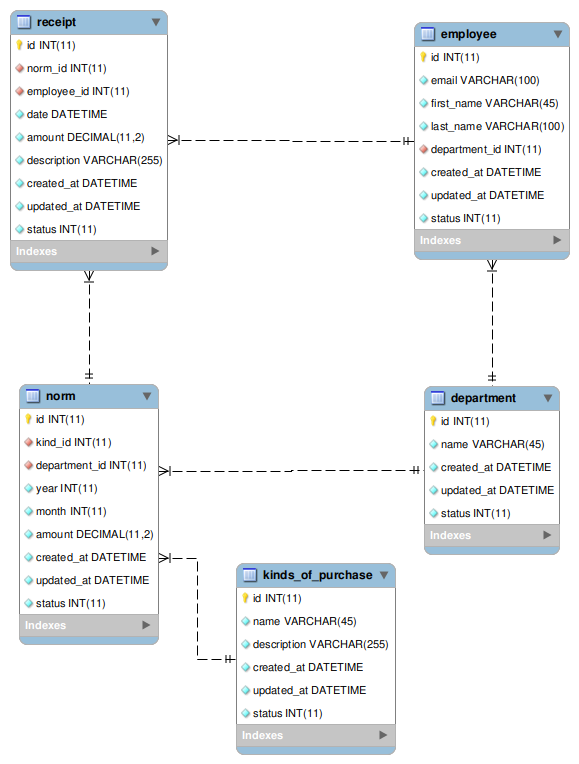 receipt
id INT(11)
norm_id INT(11)
employee_id INT(11)
date DATETIME
amount DECIMAL(11,2)
description VARCHAR(255)
created_at DATETIME
updated_at DATETIME
status INT(11)
Indexes
employee
id INT(11)
email VARCHAR(100)
first_name VARCHAR(45)
last_name VARCHAR(100)
department_id INT(11)
created_at DATETIME
updated_at DATETIME
status INT(11)
Indexes
norm
id INT(11)
kind_id INT(11)
department_id INT(11)
year INT(11)
month INT(11)
amount DECIMAL(11,2)
created_at DATETIME
updated_at DATETIME
status INT(11)
Indexes
department
id INT(11)
name VARCHAR(45)
created_at DATETIME
updated_at DATETIME
status INT(11)
Indexes
kinds_of_purchase
id INT(11)
name VARCHAR(45)
description VARCHAR(255)
created_at DATETIME
updated_at DATETIME
status INT(11)
Indexes